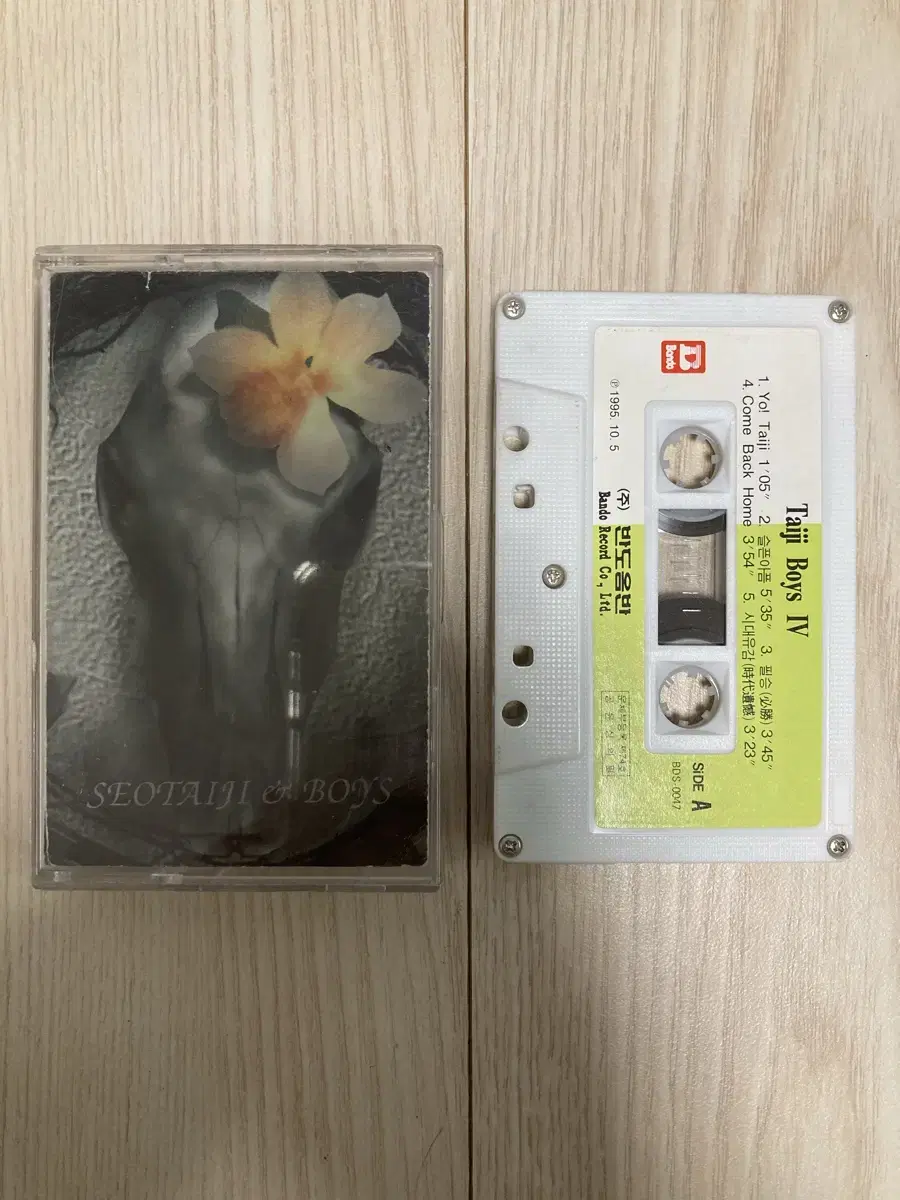 SEOTAIJI & BOYS
Taiji Boys IV
1. Yo! Taiji 1'05" 2. 슬픈아픔 5'35" 3. 필승(必勝) 3'45"
4. Come Back Home 3'54" 5. 시대유감(時代遺憾) 3'23"
Bando
SiDE A
BDS-0047
℗ 1995. 10. 5
(주) 반도음반
Bando Record Co., Ltd.